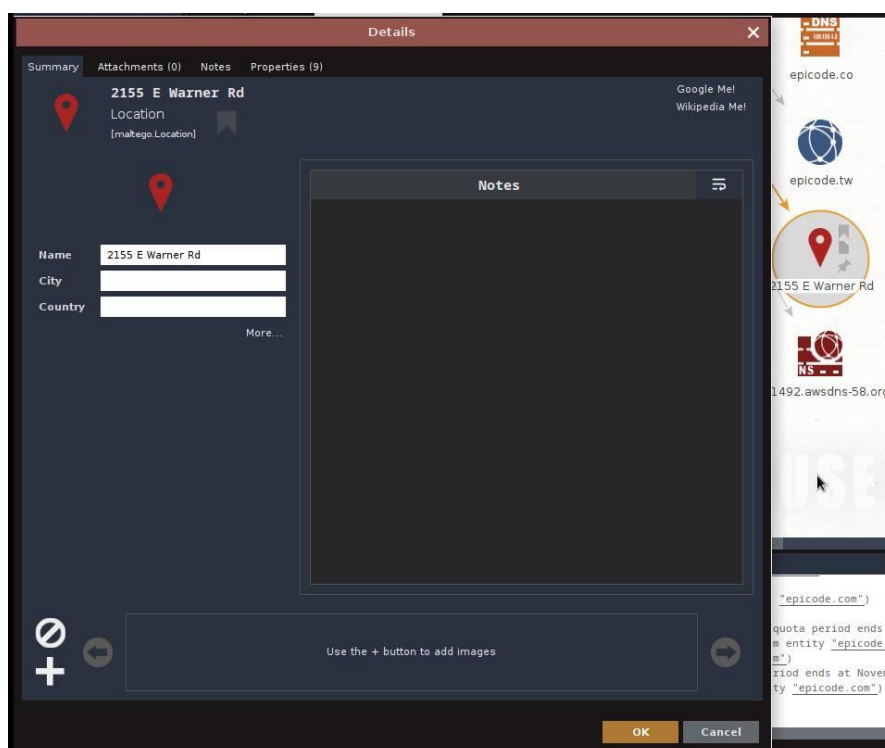 Details
Summary Attachments (0) Notes Properties (9)
2155 E Warner Rd
Location
[maltego.Location]
Google Me!
Wikipedia Me!
Notes
Name 2155 E Warner Rd
City
Country
More...
Use the + button to add images
OK Cancel
DNS
epicode.co
epicode.tw
2155 E Warner Rd
NS
1492.awsdns-58.org
USE
"epicode.com")
quota period ends
m entity "epicode.
m")
riod ends at Nove
ty "epicode.com")